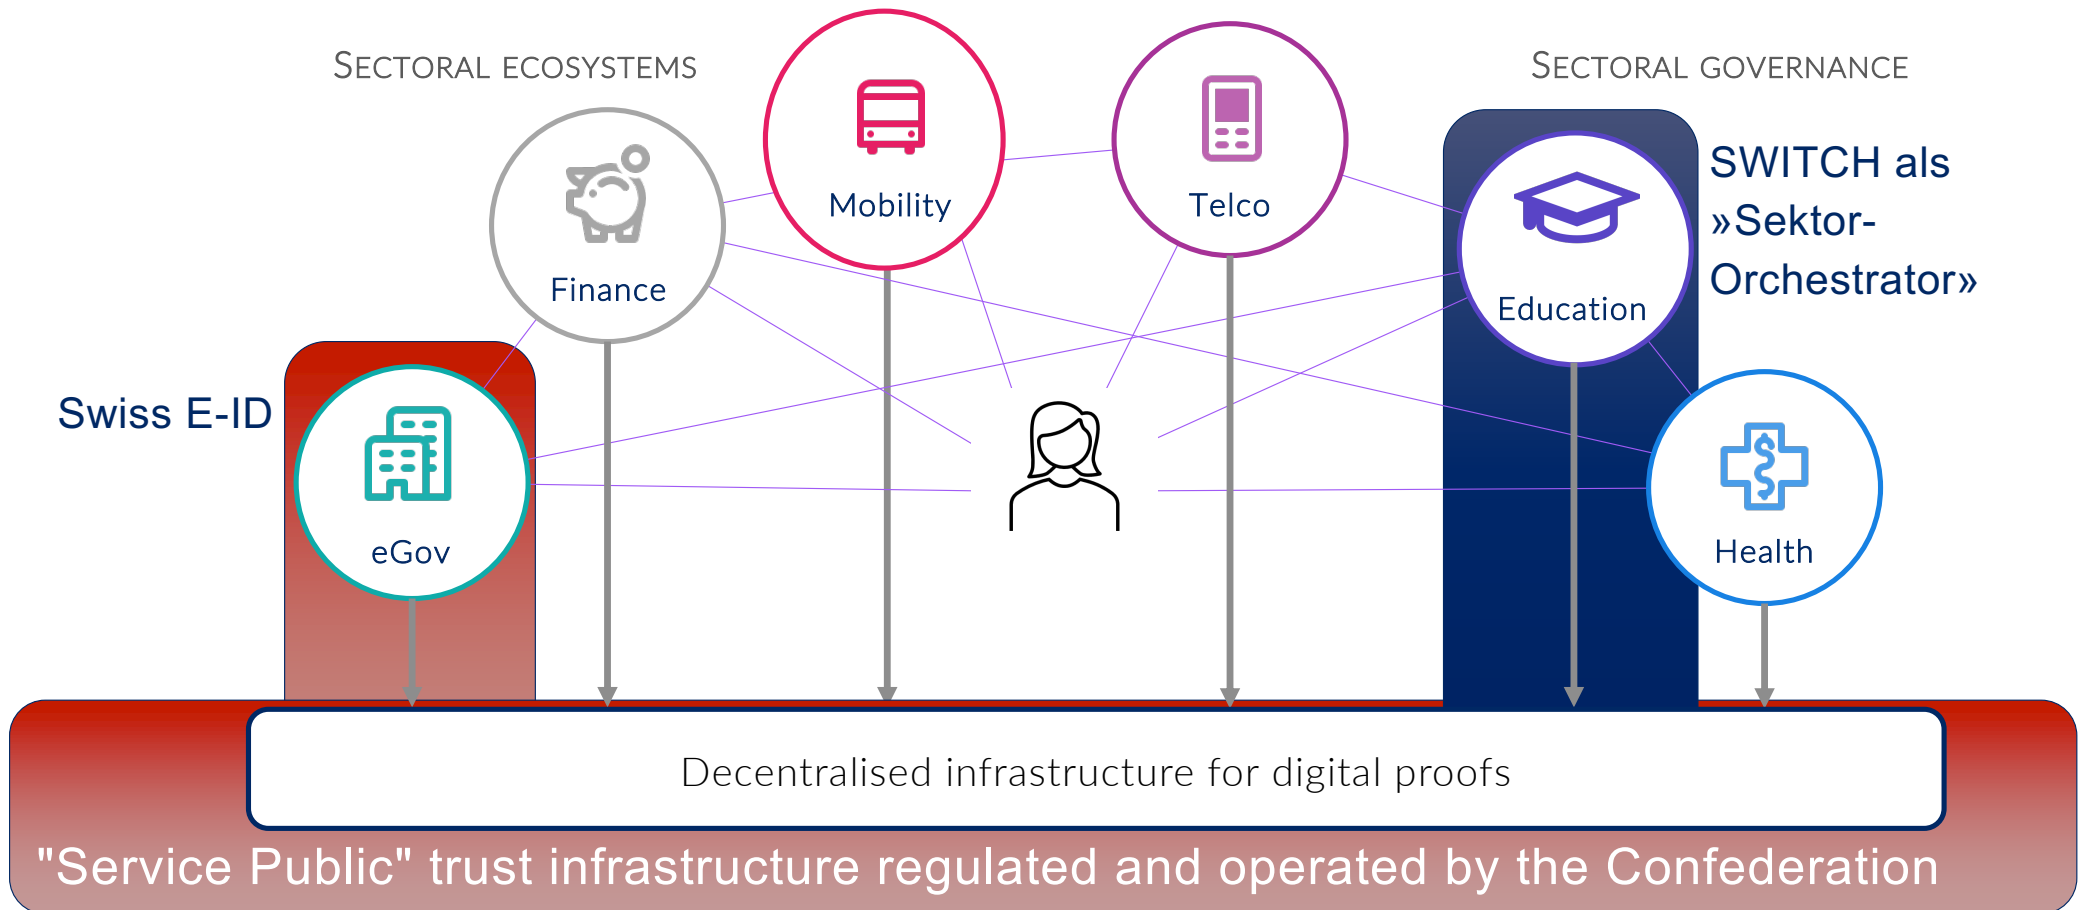 SECTORAL ECOSYSTEMS
SECTORAL GOVERNANCE
Mobility
Telco
Finance
Education
SWITCH als
»Sektor-
Orchestrator»
Swiss E-ID
eGov
Health
Decentralised infrastructure for digital proofs
"Service Public" trust infrastructure regulated and operated by the Confederation